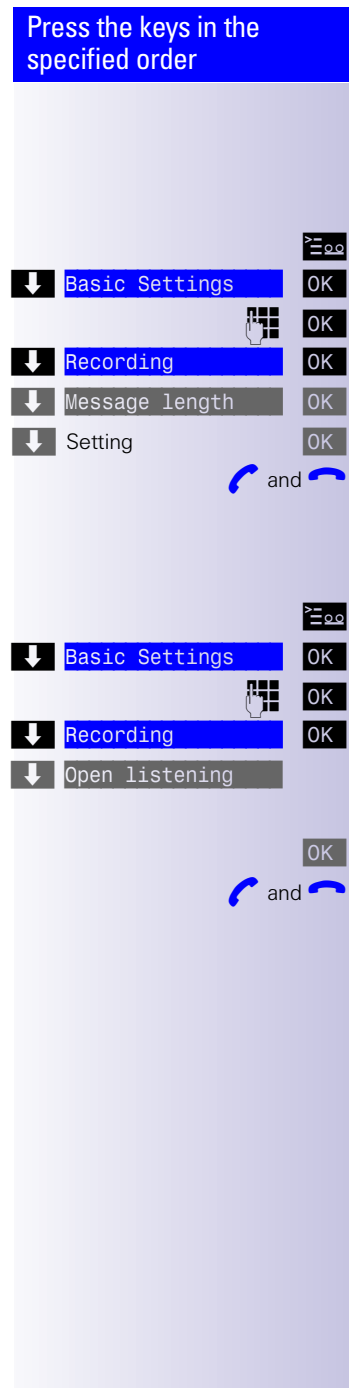 Press the keys in the
specified order
Basic Settings OK
OK
Recording OK
Message length OK
Setting OK
and
Basic Settings OK
OK
Recording OK
Open listening
OK
and